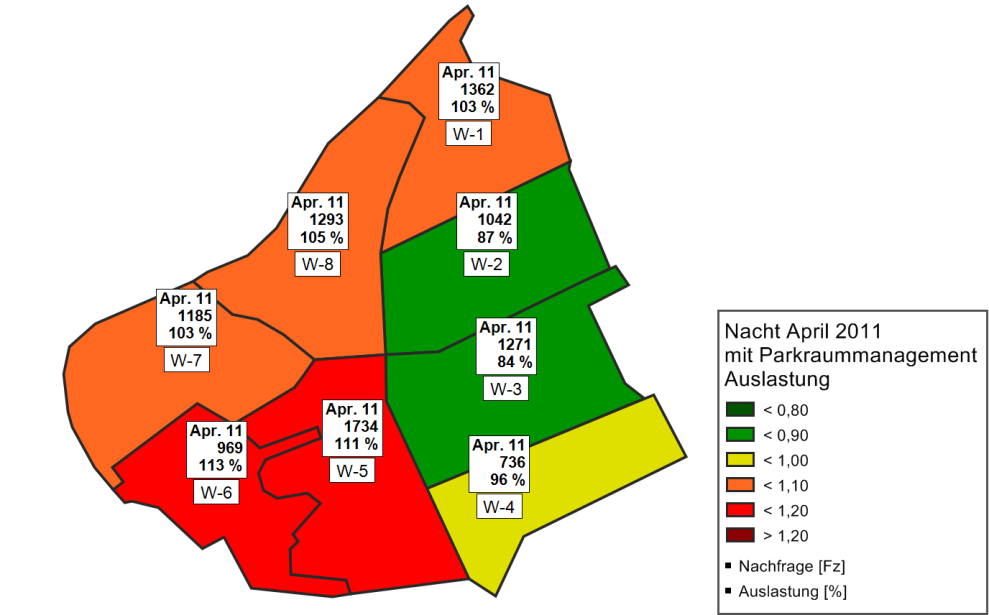 Apr. 11
1362
103 %
W-1
Apr. 11
1293
105 %
W-8
Apr. 11
1042
87 %
W-2
Apr. 11
1185
103 %
W-7
Apr. 11
1271
84 %
W-3
Apr. 11
1734
111 %
W-5
Apr. 11
969
113 %
W-6
Apr. 11
736
96 %
W-4
Nacht April 2011
mit Parkraummanagement
Auslastung
< 0,80
< 0,90
< 1,00
< 1,10
< 1,20
> 1,20
Nachfrage [Fz]
Auslastung [%]